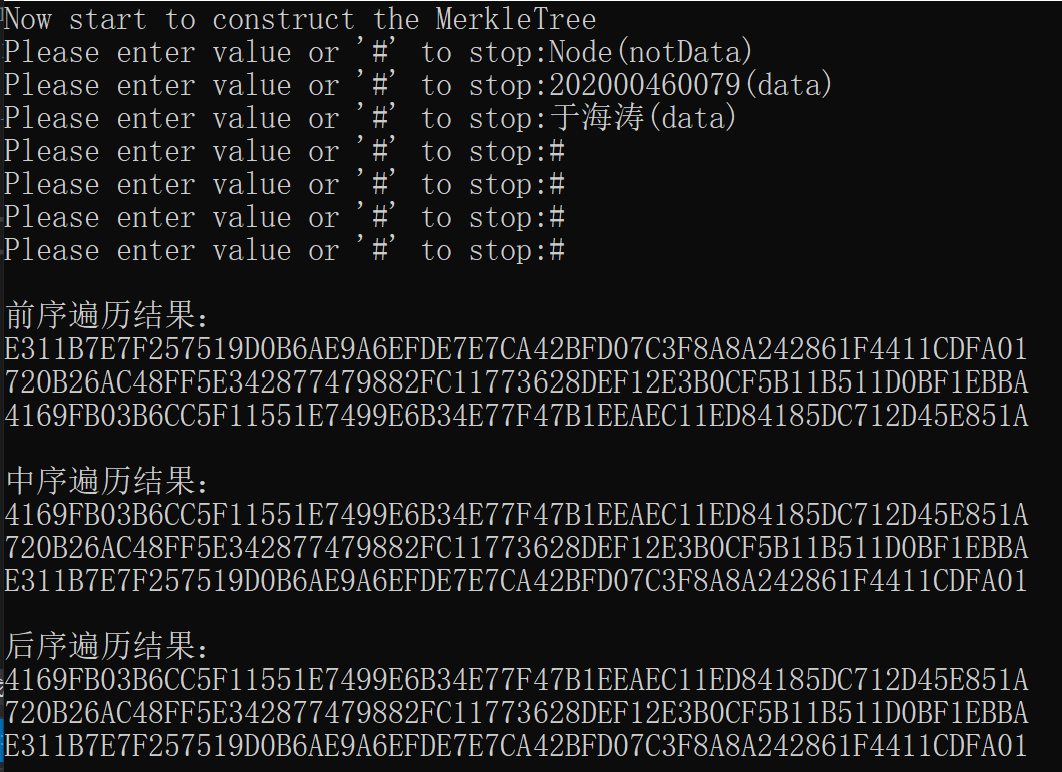 Now start to construct the MerkleTree
Please enter value or '#' to stop:Node(notData)
Please enter value or '#' to stop:202000460079(data)
Please enter value or '#' to stop:于海涛(data)
Please enter value or '#' to stop:#
Please enter value or '#' to stop:#
Please enter value or '#' to stop:#
Please enter value or '#' to stop:#
前序遍历结果：
E311B7E7F257519D0B6AE9A6EFDE7E7CA42BFD07C3F8A8A242861F4411CDFA01
720B26AC48FF5E342877479882FC11773628DEF12E3B0CF5B11B511D0BF1EBBA
4169FB03B6CC5F11551E7499E6B34E77F47B1EEAEC11ED84185DC712D45E851A
中序遍历结果：
4169FB03B6CC5F11551E7499E6B34E77F47B1EEAEC11ED84185DC712D45E851A
720B26AC48FF5E342877479882FC11773628DEF12E3B0CF5B11B511D0BF1EBBA
E311B7E7F257519D0B6AE9A6EFDE7E7CA42BFD07C3F8A8A242861F4411CDFA01
后序遍历结果：
4169FB03B6CC5F11551E7499E6B34E77F47B1EEAEC11ED84185DC712D45E851A
720B26AC48FF5E342877479882FC11773628DEF12E3B0CF5B11B511D0BF1EBBA
E311B7E7F257519D0B6AE9A6EFDE7E7CA42BFD07C3F8A8A242861F4411CDFA01